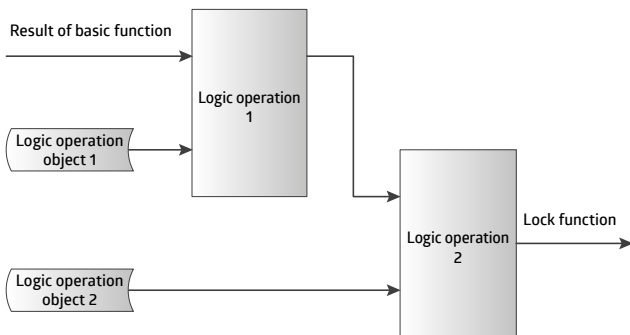 Result of basic function
Logic operation
1
Logic operation
object 1
Lock function
Logic operation
2
Logic operation
object 2